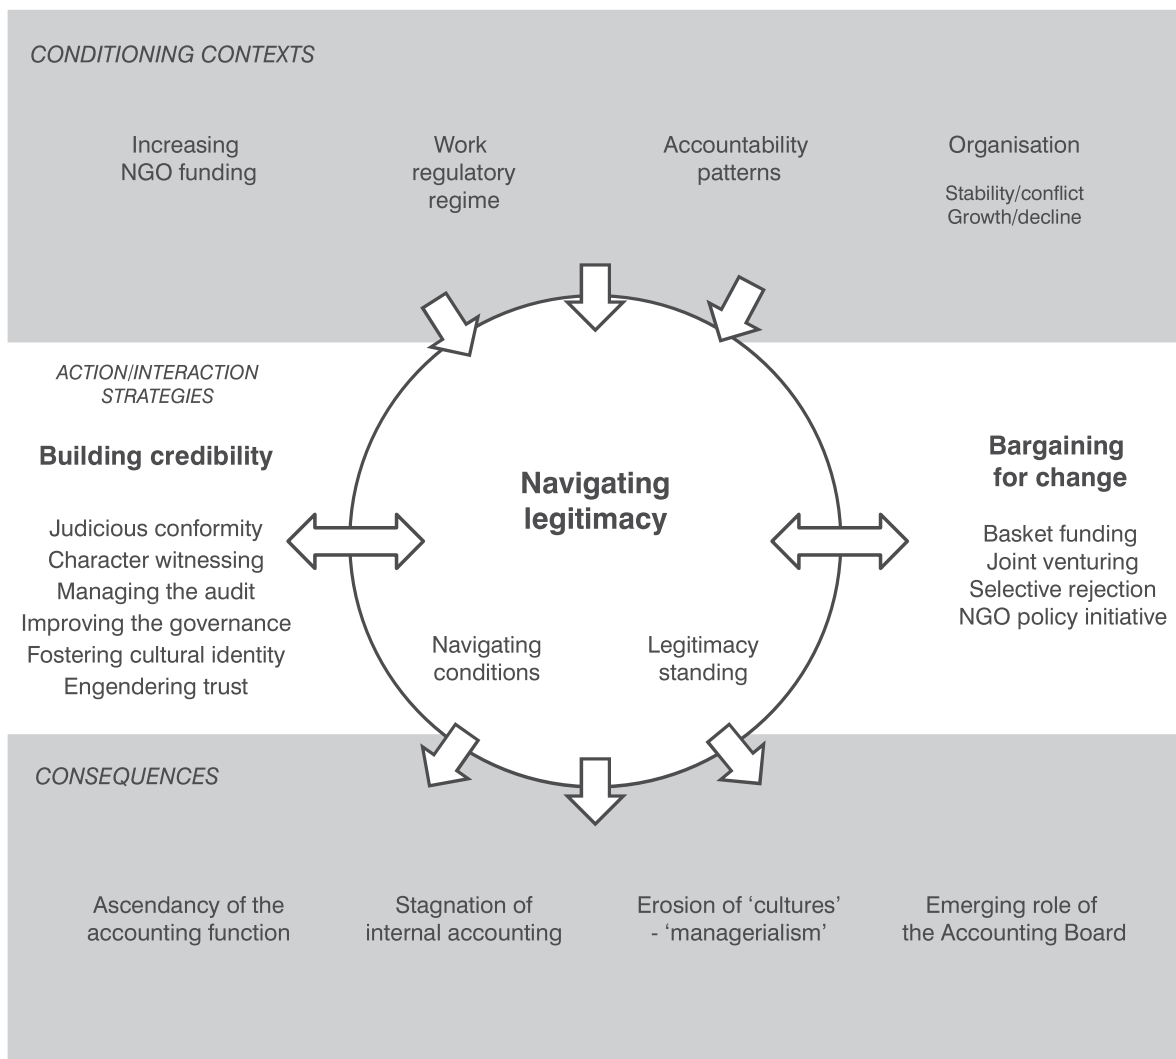 CONDITIONING CONTEXTS
Increasing
NGO funding
Work
regulatory
regime
Accountability
patterns
Organisation
Stability/conflict
Growth/decline
ACTION/INTERACTION
STRATEGIES
Building credibility
Judicious conformity
Character witnessing
Managing the audit
Improving the governance
Fostering cultural identity
Engendering trust
Navigating
legitimacy
Navigating
conditions
Legitimacy
standing
Bargaining
for change
Basket funding
Joint venturing
Selective rejection
NGO policy initiative
CONSEQUENCES
Ascendancy of the
accounting function
Stagnation of
internal accounting
Erosion of ‘cultures’
- ‘managerialism’
Emerging role of
the Accounting Board